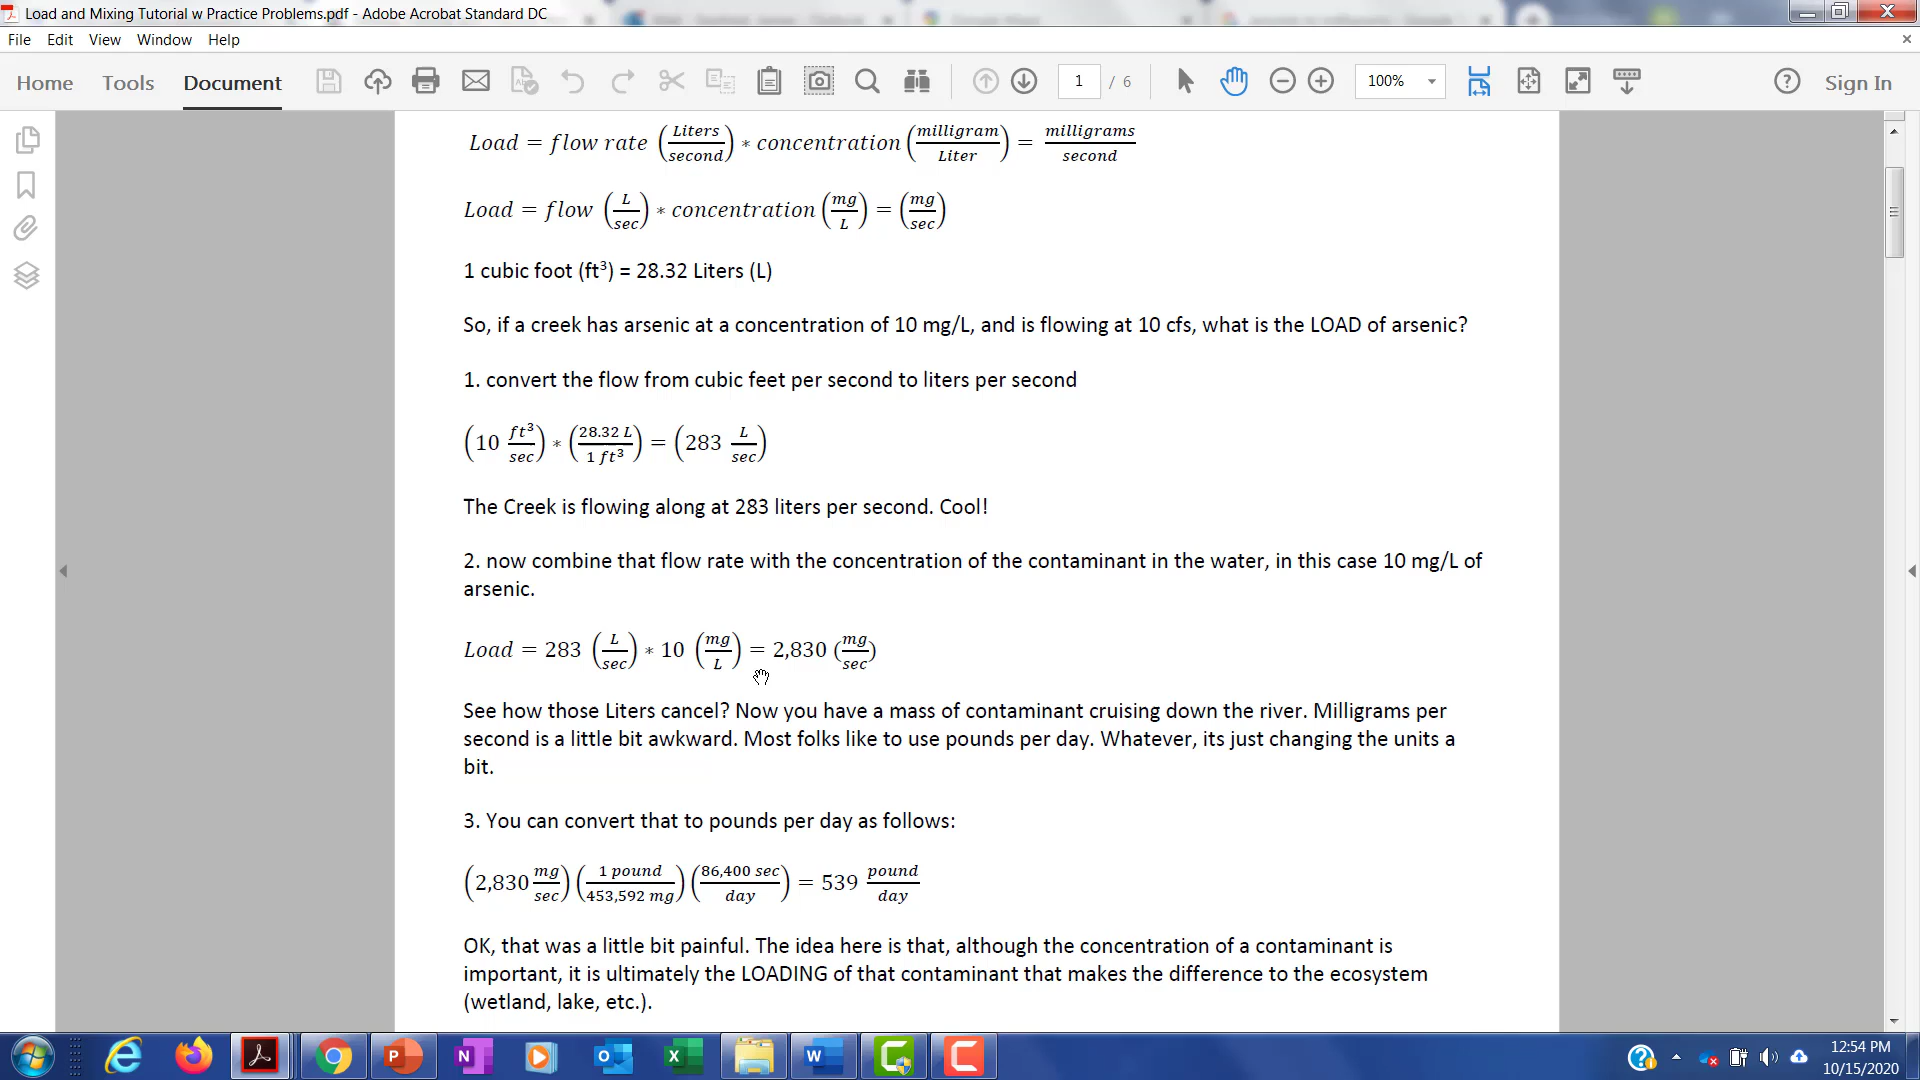 Load and Mixing Tutorial w Practice Problems.pdf - Adobe Acrobat Standard DC
File Edit View Window Help
Home Tools Document 1 / 6 100% Sign In
Load = flow rate (Liters/second) * concentration (milligram/Liter) = milligrams/second
Load = flow (L/sec) * concentration (mg/L) = (mg/sec)
1 cubic foot (ft³) = 28.32 Liters (L)
So, if a creek has arsenic at a concentration of 10 mg/L, and is flowing at 10 cfs, what is the LOAD of arsenic?
1. convert the flow from cubic feet per second to liters per second
(10 ft³/sec) * (28.32 L/1 ft³) = (283 L/sec)
The Creek is flowing along at 283 liters per second. Cool!
2. now combine that flow rate with the concentration of the contaminant in the water, in this case 10 mg/L of
arsenic.
Load = 283 (L/sec) * 10 (mg/L) = 2,830 (mg/sec)
See how those Liters cancel? Now you have a mass of contaminant cruising down the river. Milligrams per
second is a little bit awkward. Most folks like to use pounds per day. Whatever, its just changing the units a
bit.
3. You can convert that to pounds per day as follows:
(2,830 mg/sec) (1 pound/453,592 mg) (86,400 sec/day) = 539 pound/day
OK, that was a little bit painful. The idea here is that, although the concentration of a contaminant is
important, it is ultimately the LOADING of that contaminant that makes the difference to the ecosystem
(wetland, lake, etc.).
12:54 PM
10/15/2020